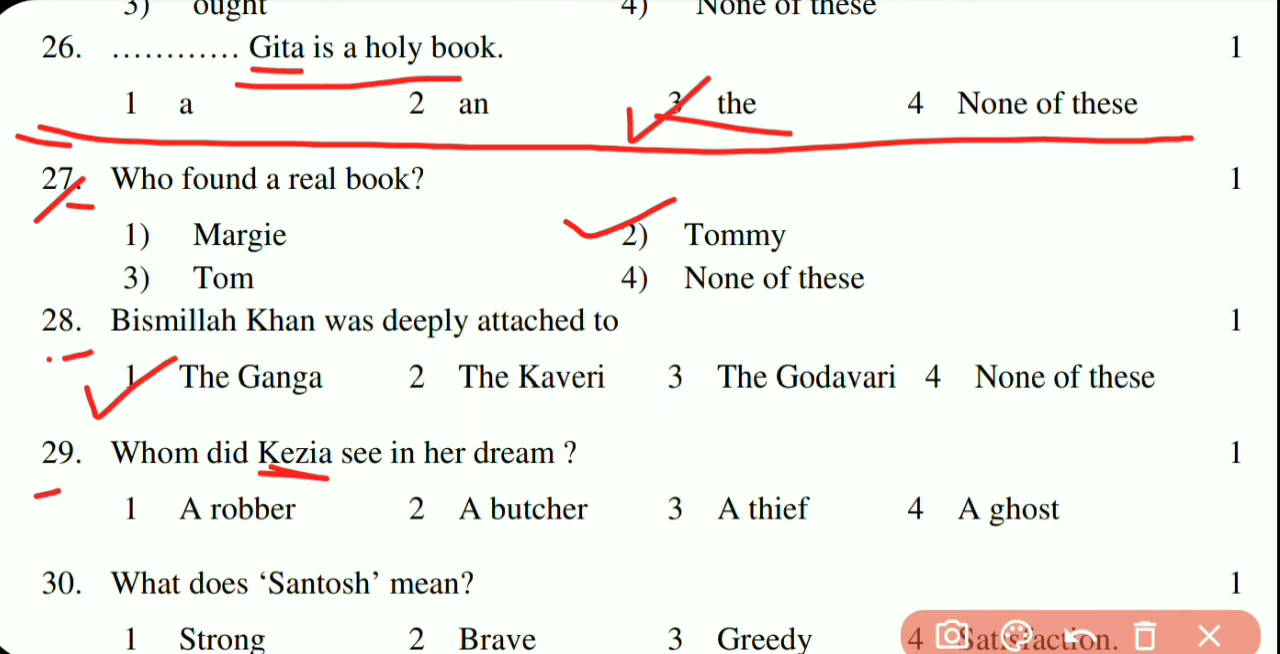 3) ought 4) None of these
26. ............ Gita is a holy book. 1
1 a 2 an 3 the 4 None of these
27. Who found a real book? 1
1) Margie 2) Tommy
3) Tom 4) None of these
28. Bismillah Khan was deeply attached to 1
1 The Ganga 2 The Kaveri 3 The Godavari 4 None of these
29. Whom did Kezia see in her dream ? 1
1 A robber 2 A butcher 3 A thief 4 A ghost
30. What does ‘Santosh’ mean? 1
1 Strong 2 Brave 3 Greedy 4 Satisfaction.